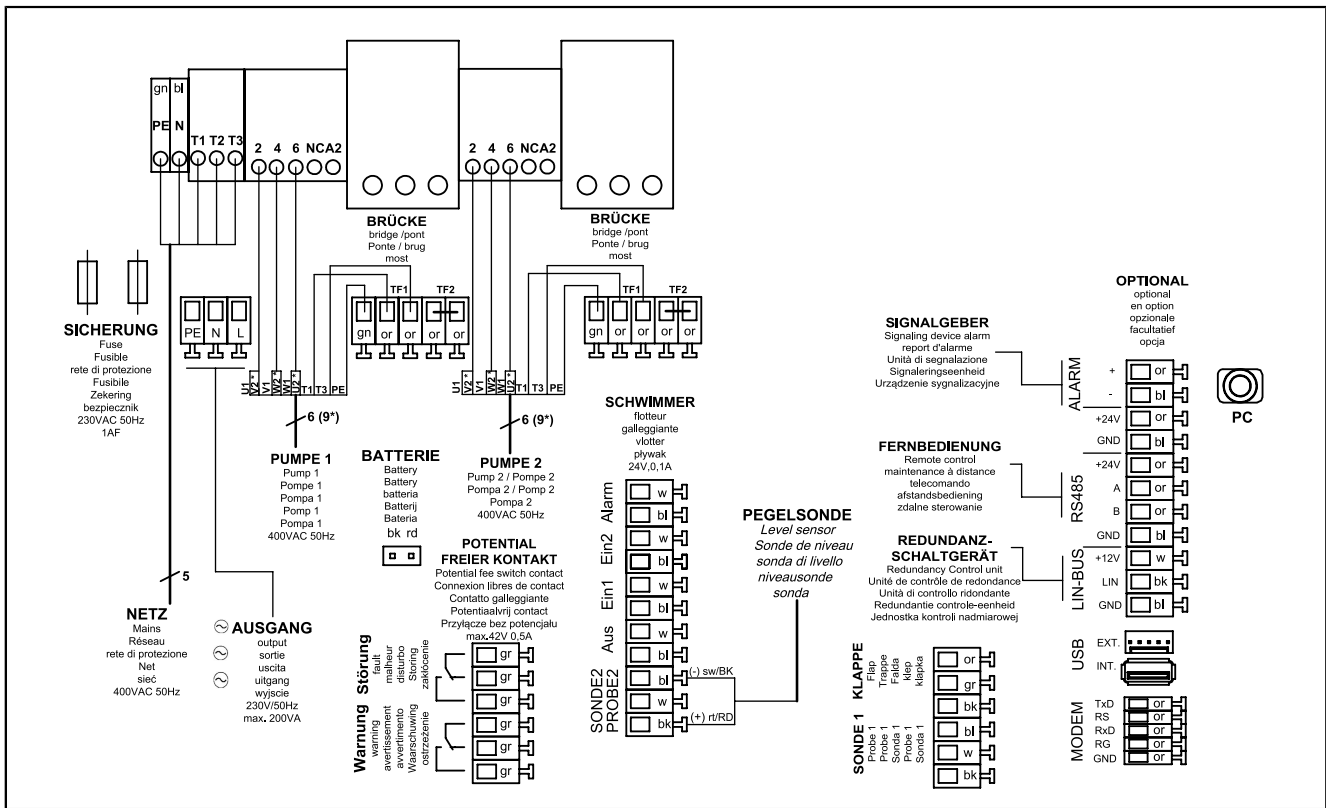 gn bl
PE N
T1 T2 T3
2 4 6 NC A2
2 4 6 NC A2
BRÜCKE
bridge /pont
Ponte / brug
most
BRÜCKE
bridge /pont
Ponte / brug
most
SICHERUNG
Fuse
Fusible
rete di protezione
Fusibile
Zekering
bezpiecznik
230VAC 50Hz
1AF
PE N L
TF1 TF2
gn or or or or
TF1 TF2
gn or or or or
U1 V2* V1 W2* W1 U2* T1 T3 PE
U1 V2* V1 W2* W1 U2* T1 T3 PE
6 (9*)
6 (9*)
5
NETZ
Mains
Réseau
rete di protezione
Net
sieć
400VAC 50Hz
AUSGANG
output
sortie
uscita
uitgang
wyjscie
230V/50Hz
max. 200VA
PUMPE 1
Pump 1
Pompe 1
Pompa 1
Pomp 1
Pompa 1
400VAC 50Hz
BATTERIE
Battery
Battery
batteria
Batterij
Bateria
bk rd
PUMPE 2
Pump 2 / Pompe 2
Pompa 2 / Pomp 2
Pompa 2
400VAC 50Hz
POTENTIAL
FREIER KONTAKT
Potential fee switch contact
Connexion libres de contact
Contatto galleggiante
Potentiaalvrij contact
Przyłącze bez potencjału
max.42V 0,5A
Störung
fault
malheur
disturbo
Storing
zakłócenie
gr
gr
gr
Warnung
warning
avertissement
avvertimento
Waarschuwing
ostrzeżenie
gr
gr
gr
SCHWIMMER
flotteur
galleggiante
vlotter
pływak
24V,0,1A
Alarm
w
bl
Ein2
w
bl
Ein1
w
bl
Aus
w
bl
SONDE2
PROBE2
bl
w
bk
(-) sw/BK
(+) rt/RD
PEGELSONDE
Level sensor
Sonde de niveau
sonda di livello
niveausonde
sonda
KLAPPE
Flap
Trappe
Falda
klep
klapka
or
gr
bk
SONDE 1
Probe 1
Probe 1
Sonda 1
Probe 1
Sonda 1
bl
w
bk
SIGNALGEBER
Signaling device alarm
report d'alarme
Unità di segnalazione
Signaleringseenheid
Urządzenie sygnalizacyjne
FERNBEDIENUNG
Remote control
maintenance à distance
telecomando
afstandsbediening
zdalne sterowanie
REDUNDANZ-
SCHALTGERÄT
Redundancy Control unit
Unité de contrôle de redondance
Unità di controllo ridondante
Redundantie controle-eenheid
Jednostka kontroli nadmiarowej
OPTIONAL
optional
en option
opzionale
facultatief
opcja
ALARM
+ or
- bl
+24V or
GND bl
RS485
+24V or
A or
B or
GND bl
LIN-BUS
+12V w
LIN bk
GND bl
USB
EXT.
INT.
MODEM
TxD or
RS or
RxD or
RG or
GND or
PC